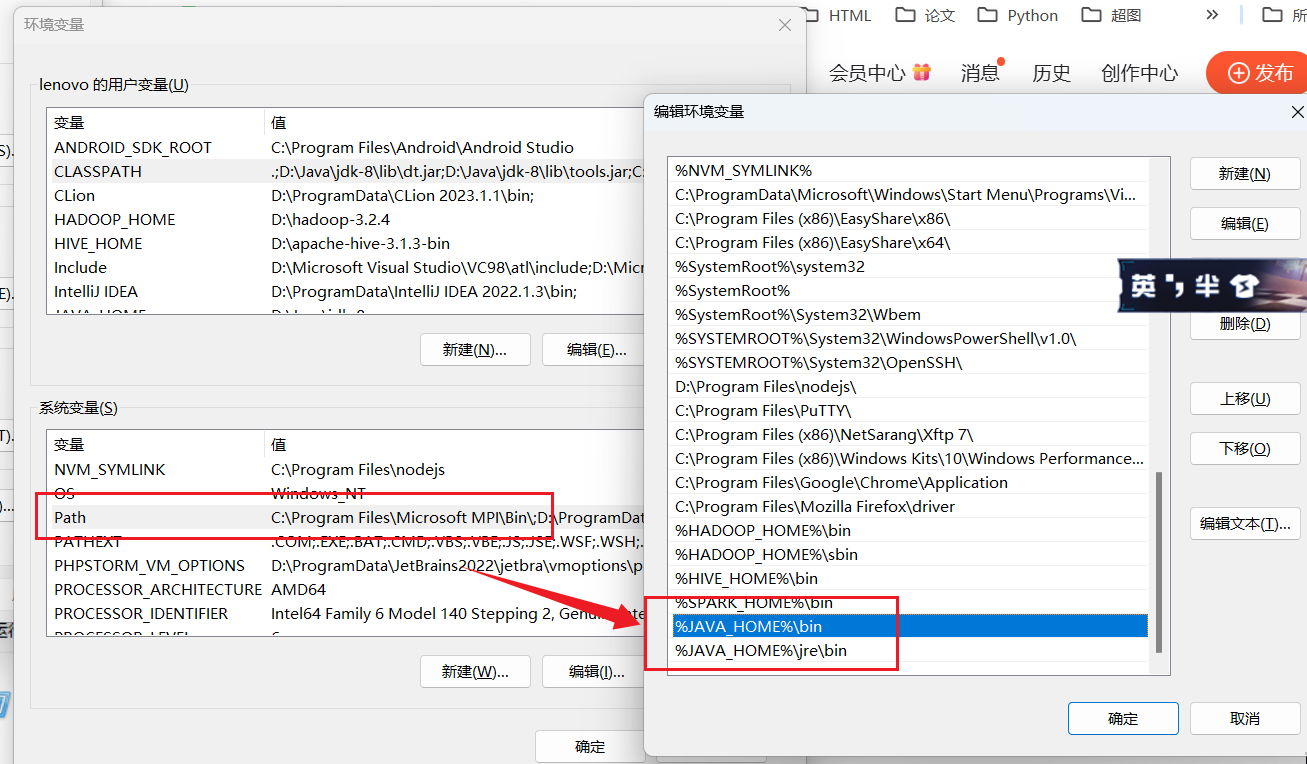 HTML 论文 Python 超图 » 所
会员中心 消息 历史 创作中心 发布
环境变量
lenovo 的用户变量(U)
变量 值
ANDROID_SDK_ROOT C:\Program Files\Android\Android Studio
CLASSPATH .;D:\Java\jdk-8\lib\dt.jar;D:\Java\jdk-8\lib\tools.jar;C:
CLion D:\ProgramData\CLion 2023.1.1\bin;
HADOOP_HOME D:\hadoop-3.2.4
HIVE_HOME D:\apache-hive-3.1.3-bin
Include D:\Microsoft Visual Studio\VC98\atl\include;D:\Micr
IntelliJ IDEA D:\ProgramData\IntelliJ IDEA 2022.1.3\bin;
新建(N)... 编辑(E)...
系统变量(S)
变量 值
NVM_SYMLINK C:\Program Files\nodejs
OS Windows_NT
Path C:\Program Files\Microsoft MPI\Bin\;D:\ProgramDat
PATHEXT .COM;.EXE;.BAT;.CMD;.VBS;.VBE;.JS;.JSE;.WSF;.WSH;.
PHPSTORM_VM_OPTIONS D:\ProgramData\JetBrains2022\jetbra\vmoptions\p
PROCESSOR_ARCHITECTURE AMD64
PROCESSOR_IDENTIFIER Intel64 Family 6 Model 140 Stepping 2,
新建(W)... 编辑(I)...
确定
编辑环境变量
%NVM_SYMLINK%
C:\ProgramData\Microsoft\Windows\Start Menu\Programs\Vi...
C:\Program Files (x86)\EasyShare\x86\
C:\Program Files (x86)\EasyShare\x64\
%SystemRoot%\system32
%SystemRoot%
%SystemRoot%\System32\Wbem
%SYSTEMROOT%\System32\WindowsPowerShell\v1.0\
%SYSTEMROOT%\System32\OpenSSH\
D:\Program Files\nodejs\
C:\Program Files\PuTTY\
C:\Program Files (x86)\NetSarang\Xftp 7\
C:\Program Files (x86)\Windows Kits\10\Windows Performance...
C:\Program Files\Google\Chrome\Application
C:\Program Files\Mozilla Firefox\driver
%HADOOP_HOME%\bin
%HADOOP_HOME%\sbin
%HIVE_HOME%\bin
%SPARK_HOME%\bin
%JAVA_HOME%\bin
%JAVA_HOME%\jre\bin
新建(N)
编辑(E)
英 , 半
删除(D)
上移(U)
下移(O)
编辑文本(T)...
确定 取消